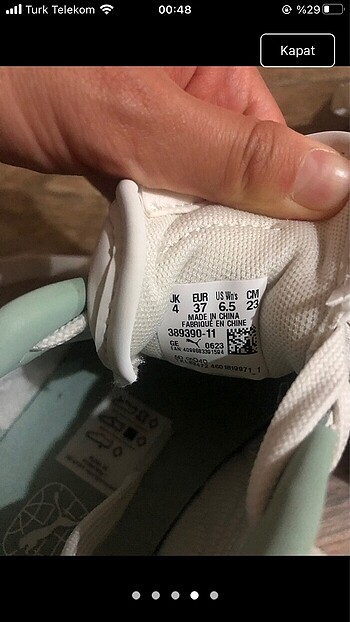 Turk Telekom
00:48
%29
Kapat
UK EUR US Wn's CM
4 37 6.5 23
MADE IN CHINA
FABRIQUÉ EN CHINE
389390-11
GE 0623